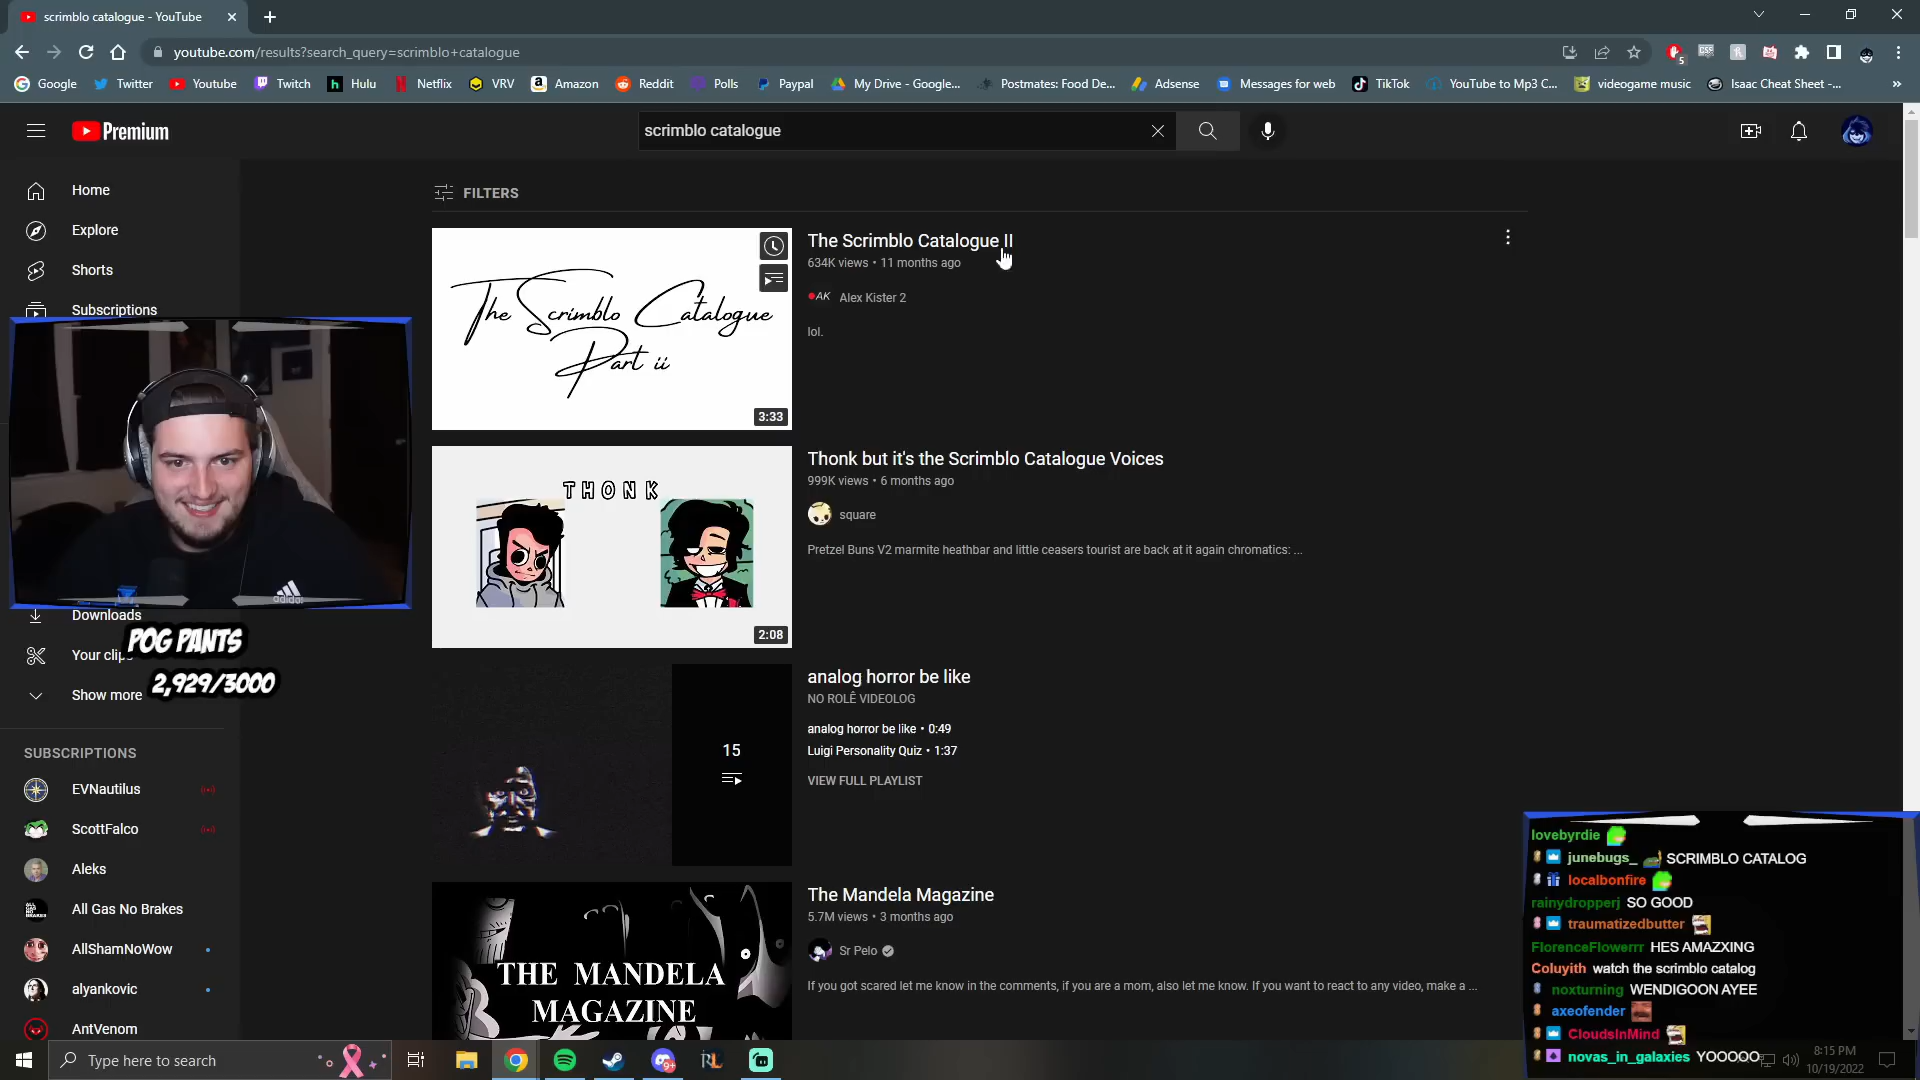 scrimblo catalogue - YouTube
youtube.com/results?search_query=scrimblo+catalogue
Google Twitter Youtube Twitch Hulu Netflix VRV Amazon Reddit Polls Paypal My Drive - Google... Postmates: Food De... Adsense Messages for web TikTok YouTube to Mp3 C... videogame music Isaac Cheat Sheet -... »
Premium
scrimblo catalogue
Home
Explore
Shorts
Subscriptions
Downloads
Your clips
Show more
POG PANTS
2,929/3000
SUBSCRIPTIONS
EVNautilus
ScottFalco
Aleks
All Gas No Brakes
AllShamNoWow
alyankovic
AntVenom
adidas
FILTERS
The Scrimblo Catalogue
Part ii
3:33
The Scrimblo Catalogue II
634K views • 11 months ago
AK Alex Kister 2
lol.
THONK
2:08
Thonk but it's the Scrimblo Catalogue Voices
999K views • 6 months ago
square
Pretzel Buns V2 marmite heathbar and little ceasers tourist are back at it again chromatics: ...
15
analog horror be like
NO ROLÊ VIDEOLOG
analog horror be like • 0:49
Luigi Personality Quiz • 1:37
VIEW FULL PLAYLIST
THE MANDELA
MAGAZINE
The Mandela Magazine
5.7M views • 3 months ago
Sr Pelo
If you got scared let me know in the comments, if you are a mom, also let me know. If you want to react to any video, make a ...
lovebyrdie
junebugs_ SCRIMBLO CATALOG
localbonfire
rainydropperj SO GOOD
traumatizedbutter
FlorenceFlowerrr HES AMAZXING
Coluyith watch the scrimblo catalog
noxturning WENDIGOON AYEE
axeofender
CloudsInMind
novas_in_galaxies YOOOOO
Type here to search
8:15 PM
10/19/2022